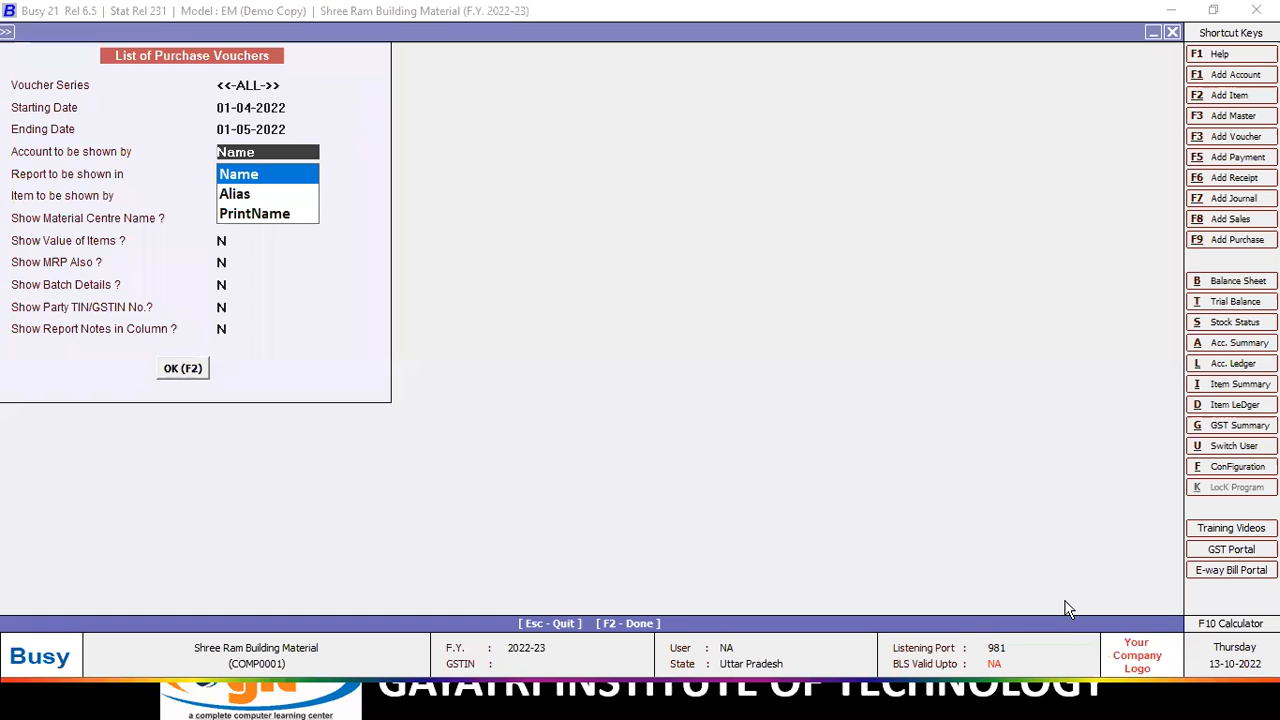 Busy 21 Rel 6.5 | Stat Rel 231 | Model : EM (Demo Copy) | Shree Ram Building Material (F.Y. 2022-23)
>>
List of Purchase Vouchers
Voucher Series <<-ALL->>
Starting Date 01-04-2022
Ending Date 01-05-2022
Account to be shown by Name
Report to be shown in Name
Item to be shown by Alias
Show Material Centre Name ? PrintName
Show Value of Items ? N
Show MRP Also ? N
Show Batch Details ? N
Show Party TIN/GSTIN No.? N
Show Report Notes in Column ? N
OK (F2)
Shortcut Keys
F1 Help
F1 Add Account
F2 Add Item
F3 Add Master
F3 Add Voucher
F5 Add Payment
F6 Add Receipt
F7 Add Journal
F8 Add Sales
F9 Add Purchase
B Balance Sheet
T Trial Balance
S Stock Status
A Acc. Summary
L Acc. Ledger
I Item Summary
D Item LeDger
G GST Summary
U Switch User
F ConFiguration
K LocK Program
Training Videos
GST Portal
E-way Bill Portal
[ Esc - Quit ] [ F2 - Done ]
F10 Calculator
Busy
Shree Ram Building Material
(COMP0001)
F.Y. : 2022-23
GSTIN :
User : NA
State : Uttar Pradesh
Listening Port : 981
BLS Valid Upto : NA
Your
Company
Logo
Thursday
13-10-2022
GAYATRI INSTITUTE OF TECHNOLOGY
a complete computer learning center